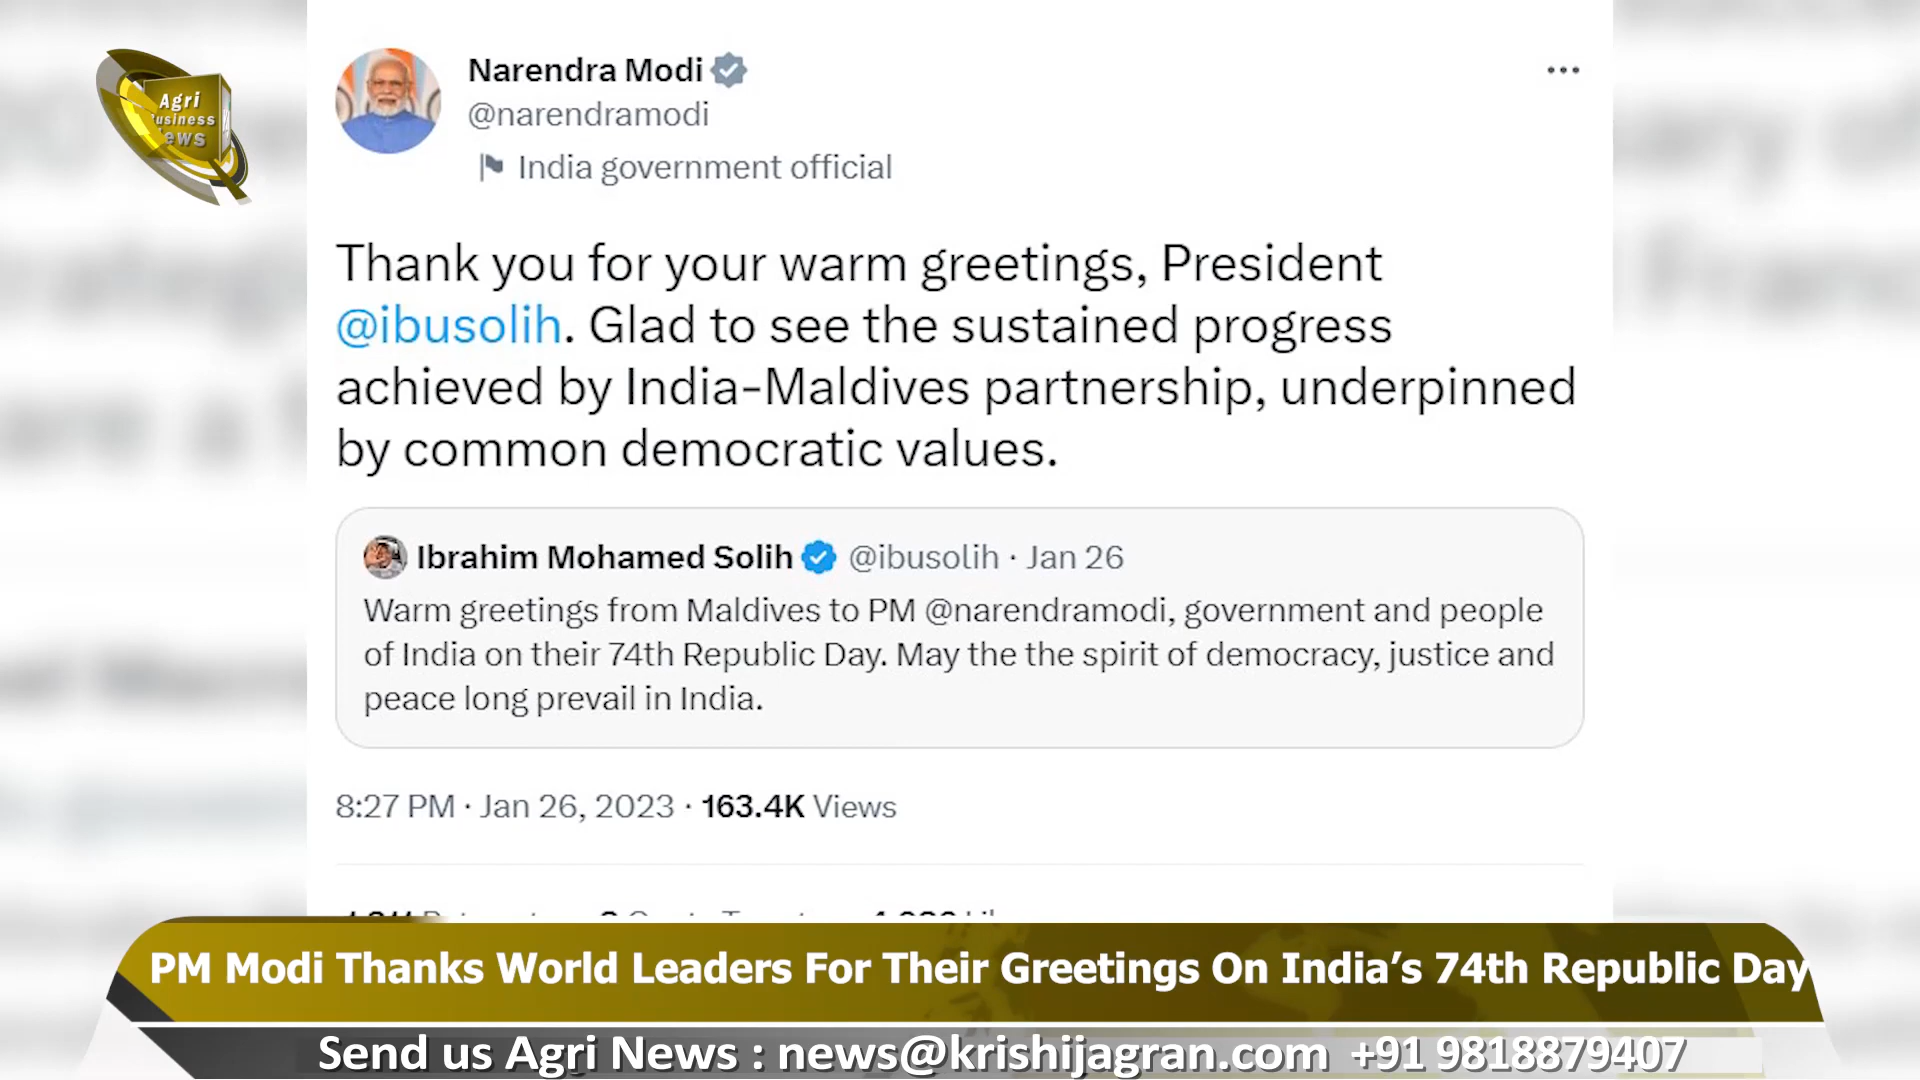 Agri
Business
News
Narendra Modi
@narendramodi
India government official
Thank you for your warm greetings, President
@ibusolih. Glad to see the sustained progress
achieved by India-Maldives partnership, underpinned
by common democratic values.
Ibrahim Mohamed Solih @ibusolih · Jan 26
Warm greetings from Maldives to PM @narendramodi, government and people
of India on their 74th Republic Day. May the the spirit of democracy, justice and
peace long prevail in India.
8:27 PM · Jan 26, 2023 · 163.4K Views
PM Modi Thanks World Leaders For Their Greetings On India’s 74th Republic Day
Send us Agri News : news@krishijagran.com +91 9818879407